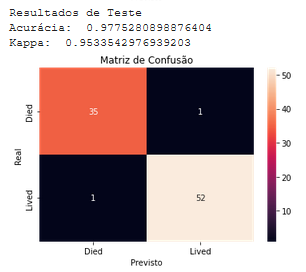 Resultados de Teste
Acurácia:  0.9775280898876404
Kappa:  0.9533542976939203
Matriz de Confusão
Died
35
1
Real
Lived
1
52
Died
Lived
Previsto
50
40
30
20
10